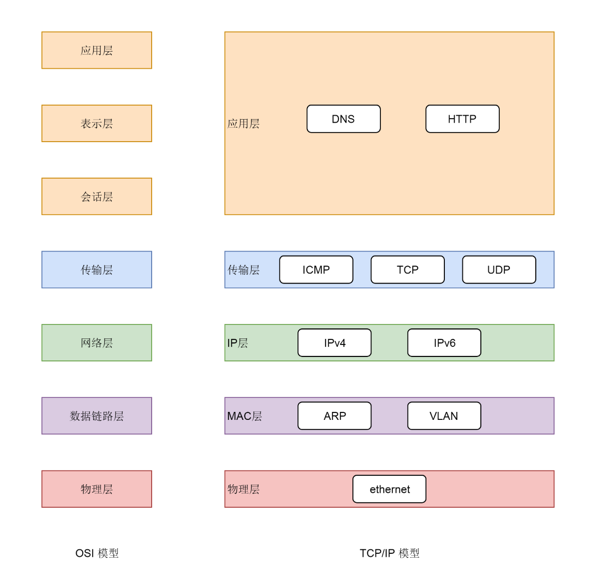 应用层
表示层
会话层
传输层
网络层
数据链路层
物理层
OSI 模型
应用层
DNS
HTTP
传输层
ICMP
TCP
UDP
IP层
IPv4
IPv6
MAC层
ARP
VLAN
物理层
ethernet
TCP/IP 模型